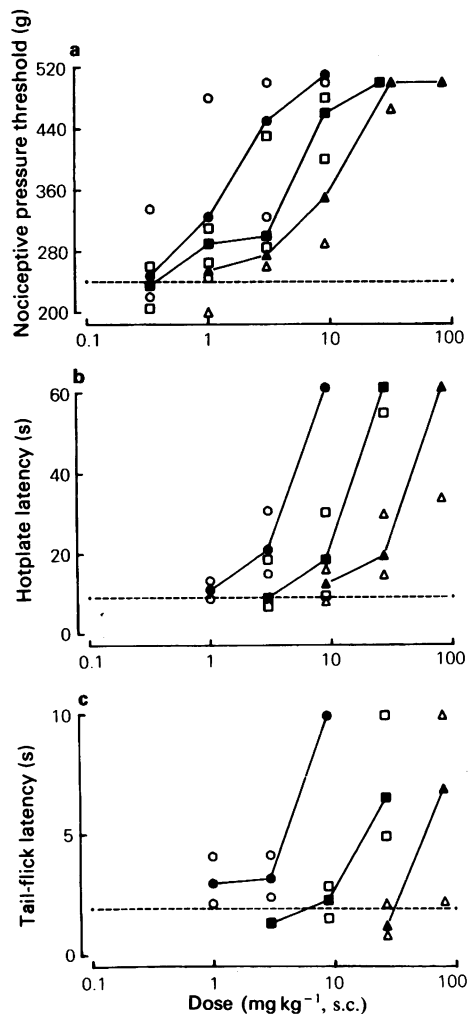 a
Nociceptive pressure threshold (g)
520
440
360
280
200
0.1 1 10 100
b
Hotplate latency (s)
60
40
20
0
0.1 1 10 100
c
Tail-flick latency (s)
10
5
0
0.1 1 10 100
Dose (mg kg⁻¹, s.c.)